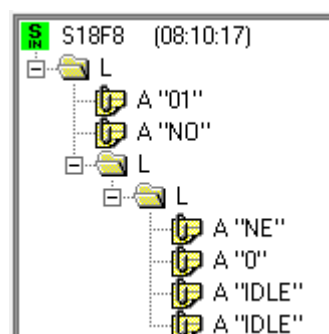 S IN S18F8 (08:10:17)
L
A "01"
A "NO"
L
L
A "NE"
A "0"
A "IDLE"
A "IDLE"